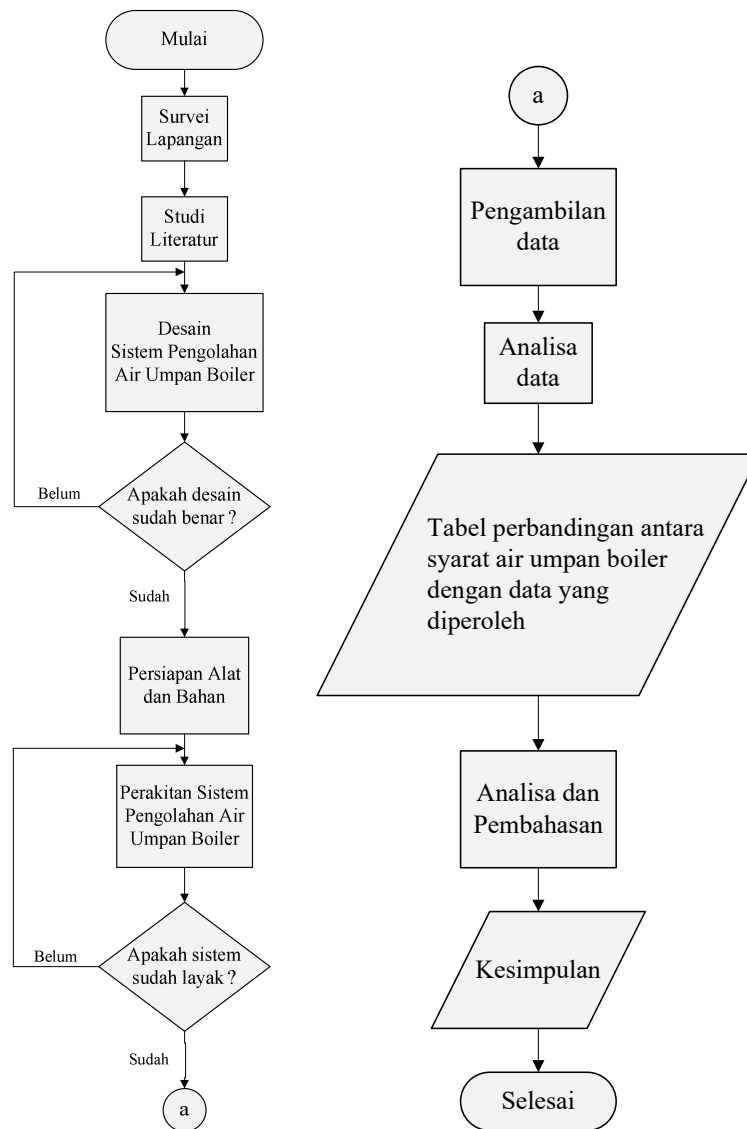 Mulai
Survei
Lapangan
Studi
Literatur
Desain
Sistem Pengolahan
Air Umpan Boiler
Belum
Apakah desain
sudah benar ?
Sudah
Persiapan Alat
dan Bahan
Perakitan Sistem
Pengolahan Air
Umpan Boiler
Belum
Apakah sistem
sudah layak ?
Sudah
a
a
Pengambilan
data
Analisa
data
Tabel perbandingan antara
syarat air umpan boiler
dengan data yang
diperoleh
Analisa dan
Pembahasan
Kesimpulan
Selesai